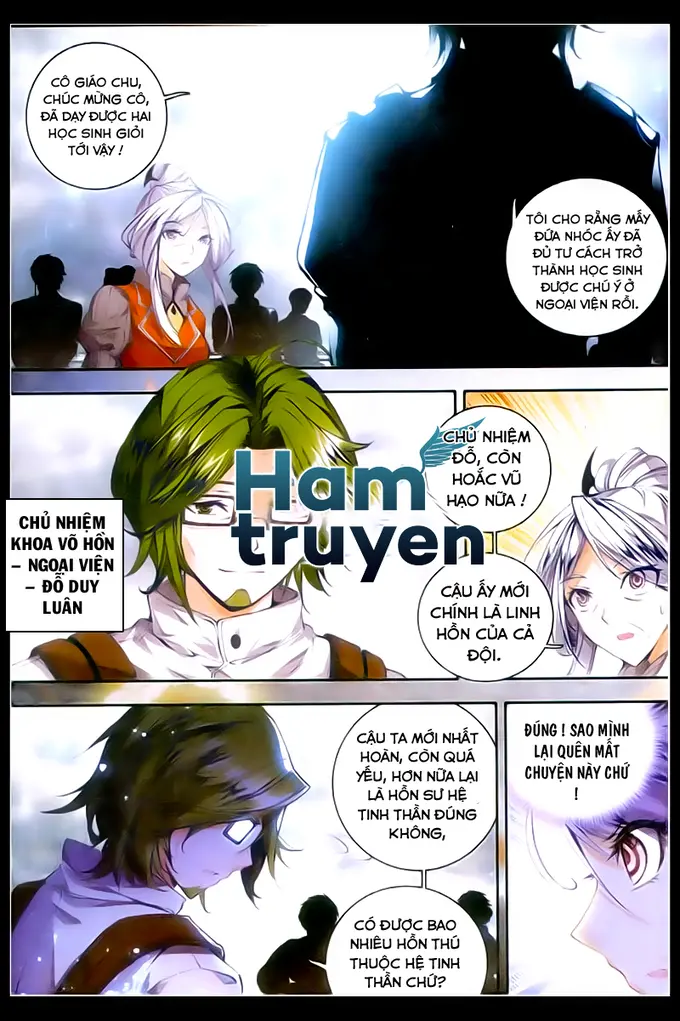 CÔ GIÁO CHU,
CHÚC MỪNG CÔ,
ĐÃ DẠY ĐƯỢC HAI
HỌC SINH GIỎI
TỚI VẬY !
TÔI CHO RẰNG MẤY
ĐỨA NHÓC ẤY ĐÃ
ĐỦ TƯ CÁCH TRỞ
THÀNH HỌC SINH
ĐƯỢC CHÚ Ý Ở
NGOẠI VIỆN RỒI.
CHỦ NHIỆM
ĐỖ, CÒN
HOẮC VŨ
HẠO NỮA !
Ham
truyen
CHỦ NHIỆM
KHOA VÕ HỒN
– NGOẠI VIỆN
– ĐỖ DUY
LUÂN
CẬU ẤY MỚI
CHÍNH LÀ LINH
HỒN CỦA CẢ
ĐỘI.
CẬU TA MỚI NHẤT
HOÀN, CÒN QUÁ
YẾU, HƠN NỮA LẠI
LÀ HỒN SƯ HỆ
TINH THẦN ĐÚNG
KHÔNG,
ĐÚNG ! SAO MÌNH
LẠI QUÊN MẤT
CHUYỆN NÀY CHỨ
!
CÓ ĐƯỢC BAO
NHIÊU HỒN THÚ
THUỘC HỆ TINH
THẦN CHỨ?